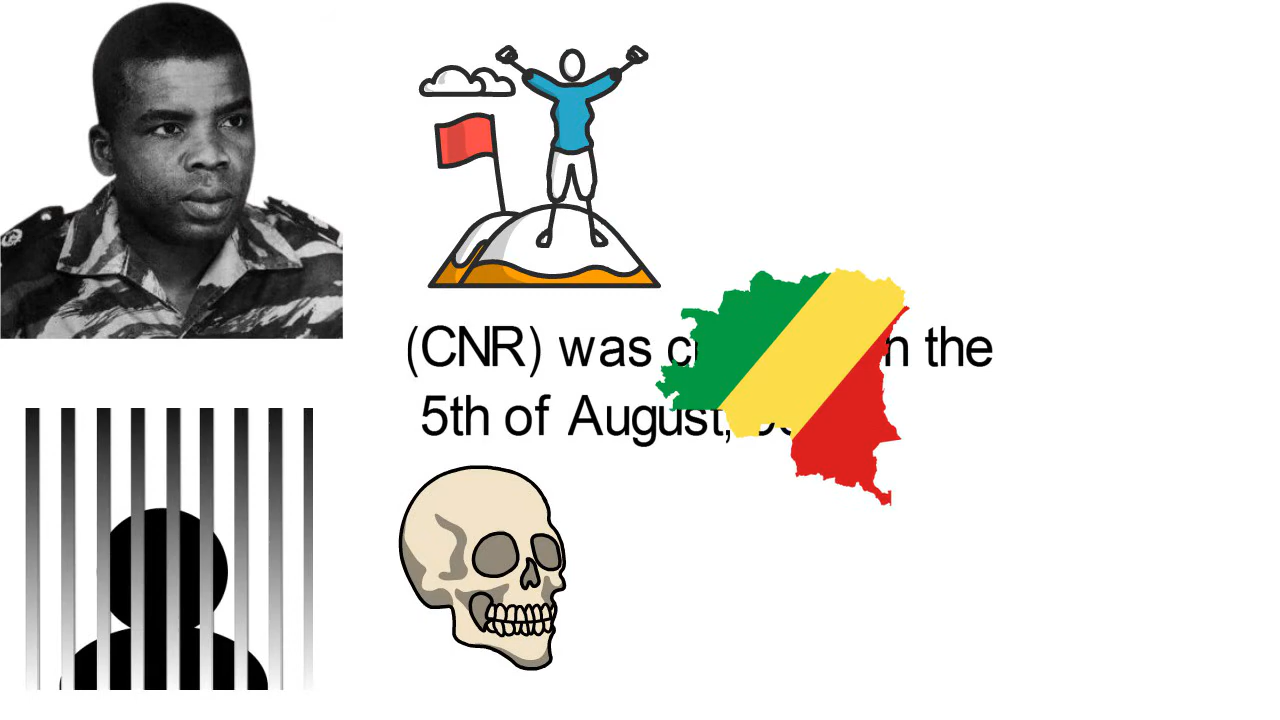 (CNR) was the
5th of August,